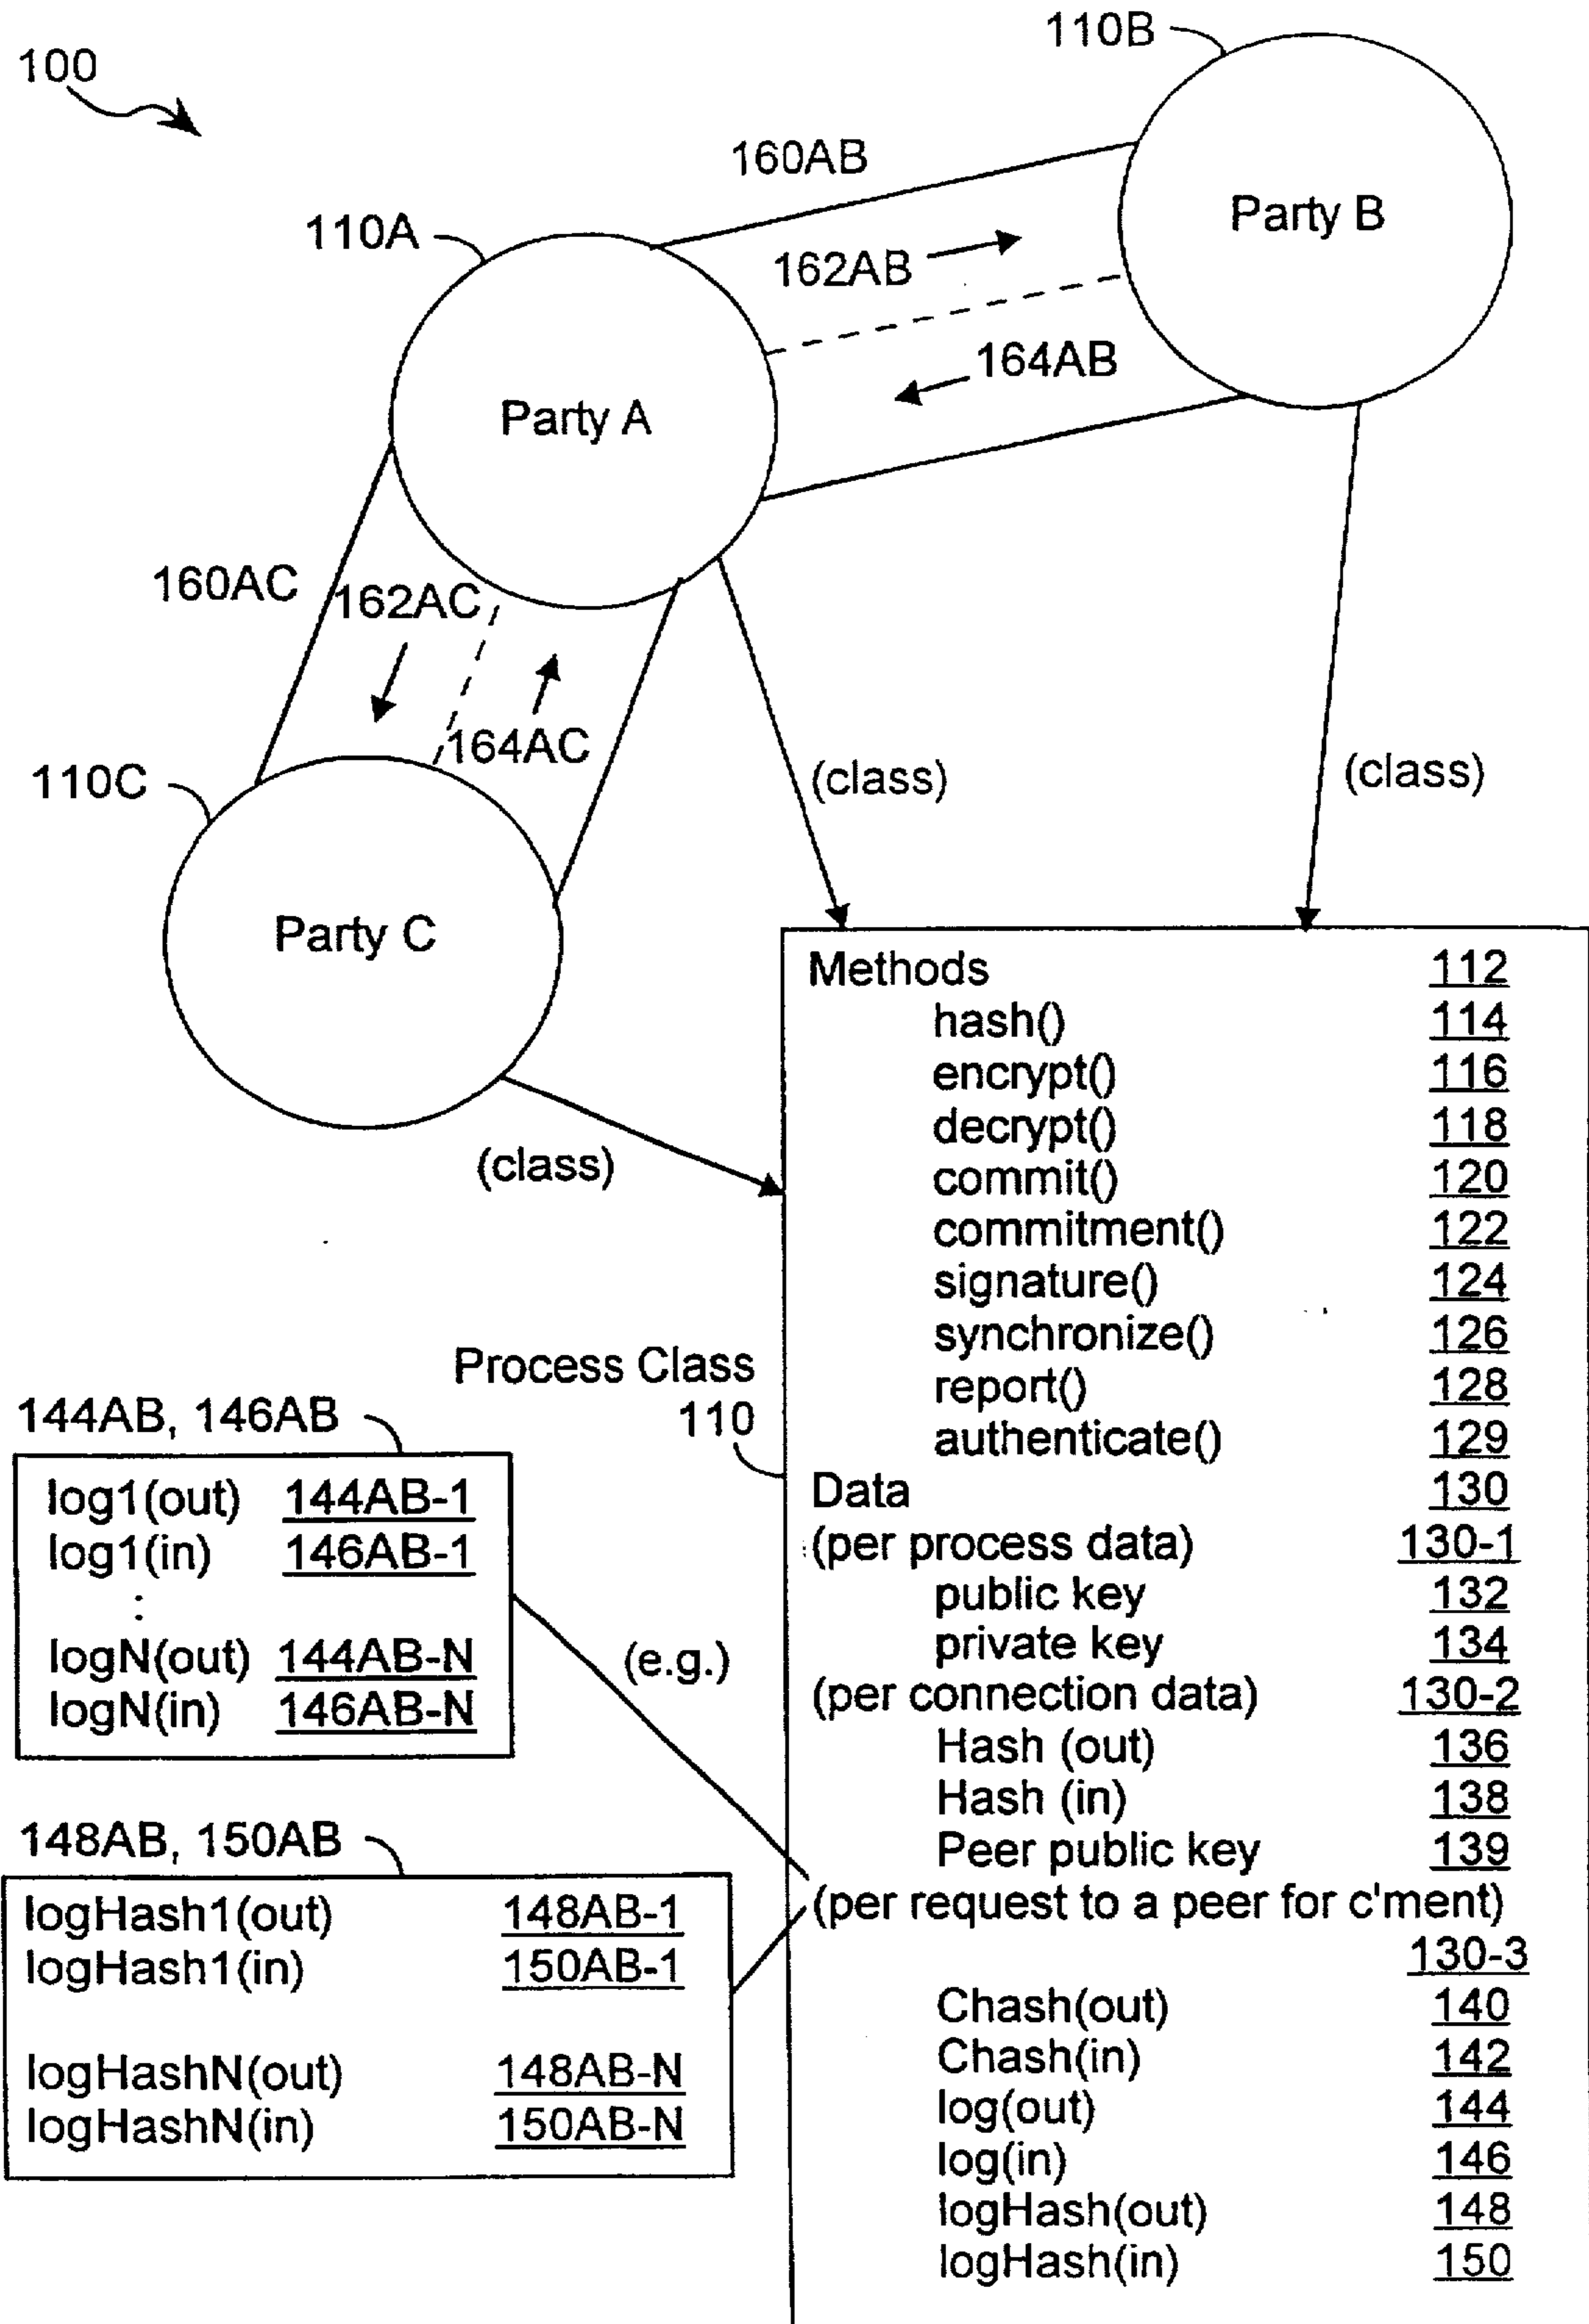 100
110B
160AB
Party B
110A
162AB
164AB
Party A
160AC
162AC
164AC
110C
(class)
(class)
Party C
(class)
Methods 112
hash() 114
encrypt() 116
decrypt() 118
commit() 120
commitment() 122
signature() 124
synchronize() 126
report() 128
authenticate() 129
Process Class
110
Data 130
(per process data) 130-1
public key 132
private key 134
(per connection data) 130-2
Hash (out) 136
Hash (in) 138
Peer public key 139
(per request to a peer for c'ment)
130-3
Chash(out) 140
Chash(in) 142
log(out) 144
log(in) 146
logHash(out) 148
logHash(in) 150
144AB, 146AB
log1(out) 144AB-1
log1(in) 146AB-1
:
logN(out) 144AB-N
logN(in) 146AB-N
(e.g.)
148AB, 150AB
logHash1(out) 148AB-1
logHash1(in) 150AB-1
logHashN(out) 148AB-N
logHashN(in) 150AB-N